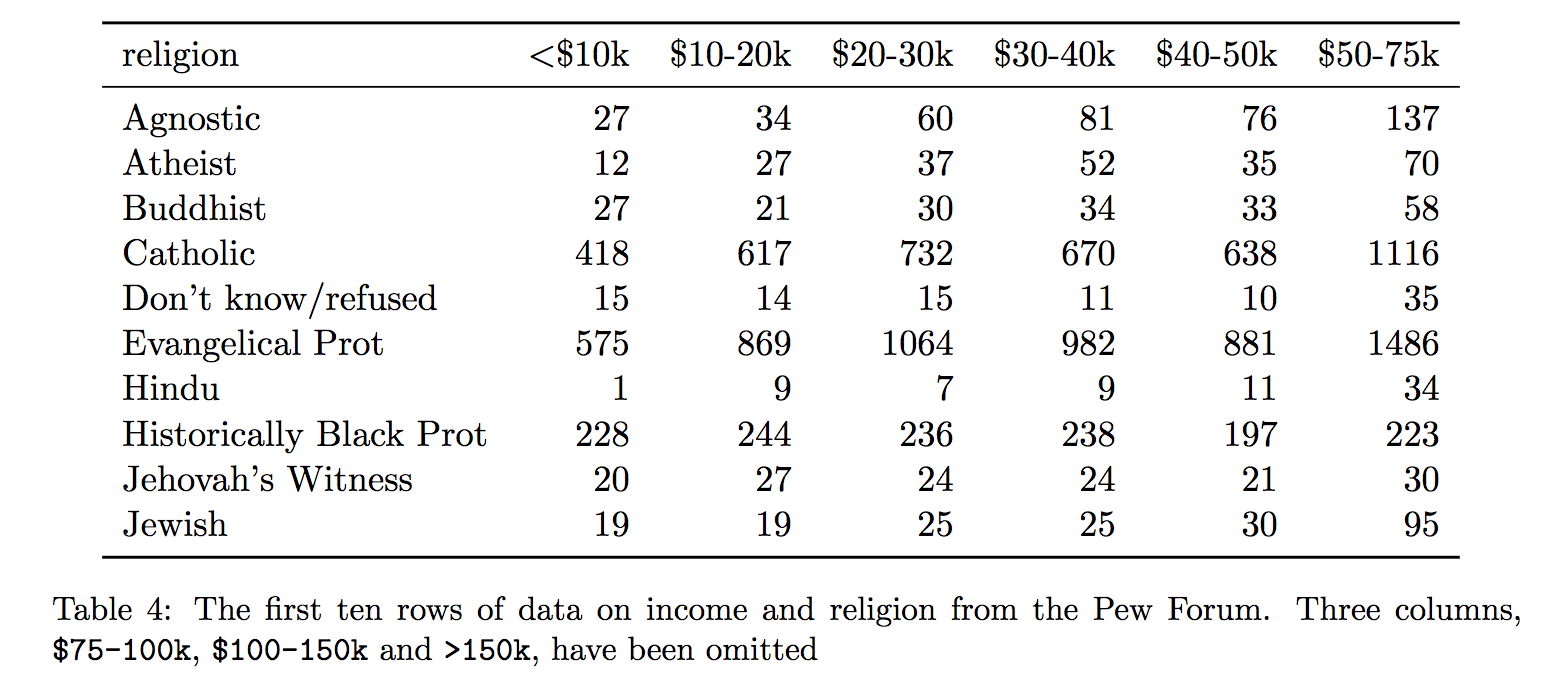 religion <$10k $10-20k $20-30k $30-40k $40-50k $50-75k
Agnostic 27 34 60 81 76 137
Atheist 12 27 37 52 35 70
Buddhist 27 21 30 34 33 58
Catholic 418 617 732 670 638 1116
Don't know/refused 15 14 15 11 10 35
Evangelical Prot 575 869 1064 982 881 1486
Hindu 1 9 7 9 11 34
Historically Black Prot 228 244 236 238 197 223
Jehovah's Witness 20 27 24 24 21 30
Jewish 19 19 25 25 30 95
Table 4: The first ten rows of data on income and religion from the Pew Forum. Three columns,
$75-100k, $100-150k and >150k, have been omitted